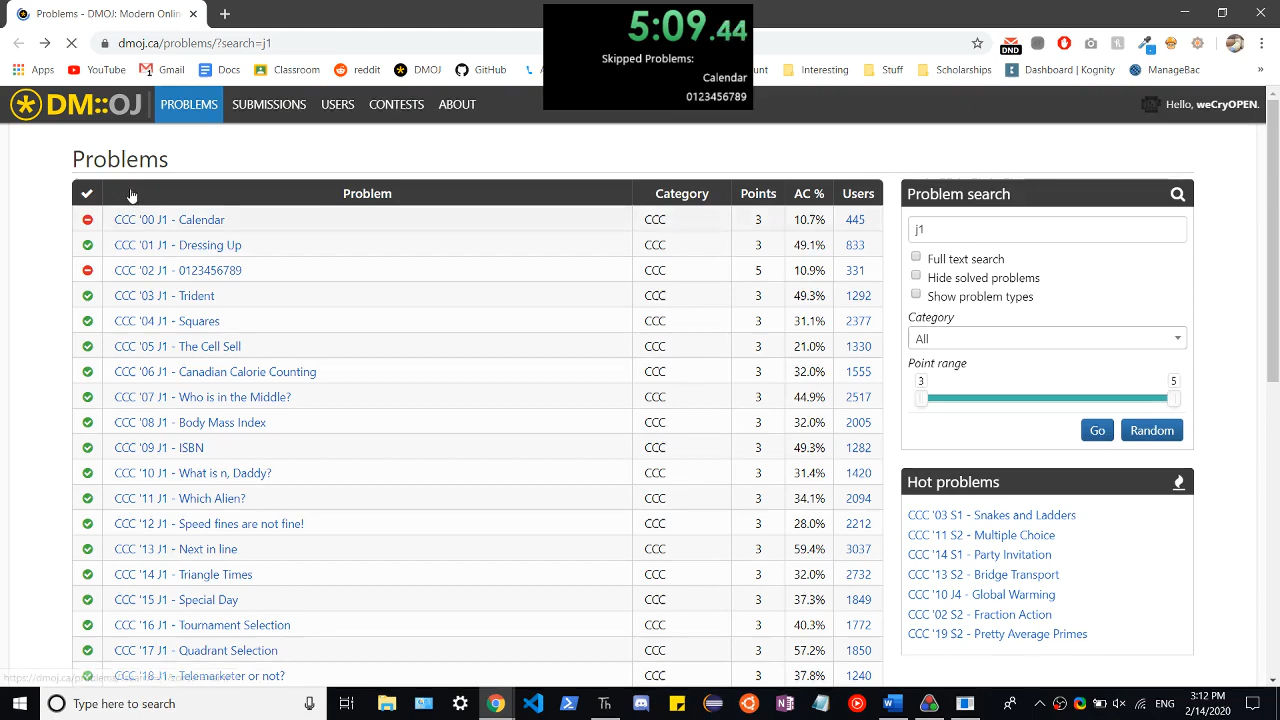 DMOJ: Modern Onlin
5:09.44
dmoj.ca/problems/?search=j1
Skipped Problems:
DND
Calendar
Apps YouTube Gmail Classroom reddit DMOJ GitHub Interesting Stuff Scholarships Dashboard | Kognity ManageBac
0123456789
DM::OJ PROBLEMS SUBMISSIONS USERS CONTESTS ABOUT Hello, weCryOPEN.
Problems
Problem Category Points AC % Users
CCC '00 J1 - Calendar CCC 3 10.7% 445
CCC '01 J1 - Dressing Up CCC 3 49.1% 833
CCC '02 J1 - 0123456789 CCC 5 10.9% 331
CCC '03 J1 - Trident CCC 3 49.3% 1292
CCC '04 J1 - Squares CCC 3 31.1% 2377
CCC '05 J1 - The Cell Sell CCC 3 21.0% 1330
CCC '06 J1 - Canadian Calorie Counting CCC 3 32.0% 1555
CCC '07 J1 - Who is in the Middle? CCC 3 44.9% 2517
CCC '08 J1 - Body Mass Index CCC 3 32.0% 2005
CCC '09 J1 - ISBN CCC 3 49.3% 1282
CCC '10 J1 - What is n, Daddy? CCC 3 31.4% 1420
CCC '11 J1 - Which Alien? CCC 3 34.1% 2094
CCC '12 J1 - Speed fines are not fine! CCC 3 28.0% 2212
CCC '13 J1 - Next in line CCC 3 59.4% 3037
CCC '14 J1 - Triangle Times CCC 3 32.0% 2732
CCC '15 J1 - Special Day CCC 3 37.3% 1849
CCC '16 J1 - Tournament Selection CCC 3 40.3% 1772
CCC '17 J1 - Quadrant Selection CCC 3 57.2% 1850
CCC '18 J1 - Telemarketer or not? CCC 3 37.8% 1240
Problem search
j1
Full text search
Hide solved problems
Show problem types
Category
All
Point range
3 5
Go Random
Hot problems
CCC '03 S1 - Snakes and Ladders
CCC '11 S2 - Multiple Choice
CCC '14 S1 - Party Invitation
CCC '13 S2 - Bridge Transport
CCC '10 J4 - Global Warming
CCC '02 S2 - Fraction Action
CCC '19 S2 - Pretty Average Primes
Type here to search
ENG
3:12 PM
2/14/2020